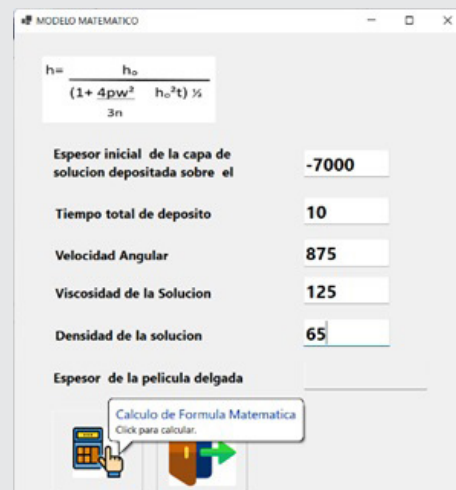 MODELO MATEMATICO
h= hₒ
(1+ 4pw² hₒ²t) ½
3n
Espesor inicial de la capa de
solucion depositada sobre el
-7000
Tiempo total de deposito
10
Velocidad Angular
875
Viscosidad de la Solucion
125
Densidad de la solucion
65
Espesor de la pelicula delgada
Calculo de Formula Matematica
Click para calcular.